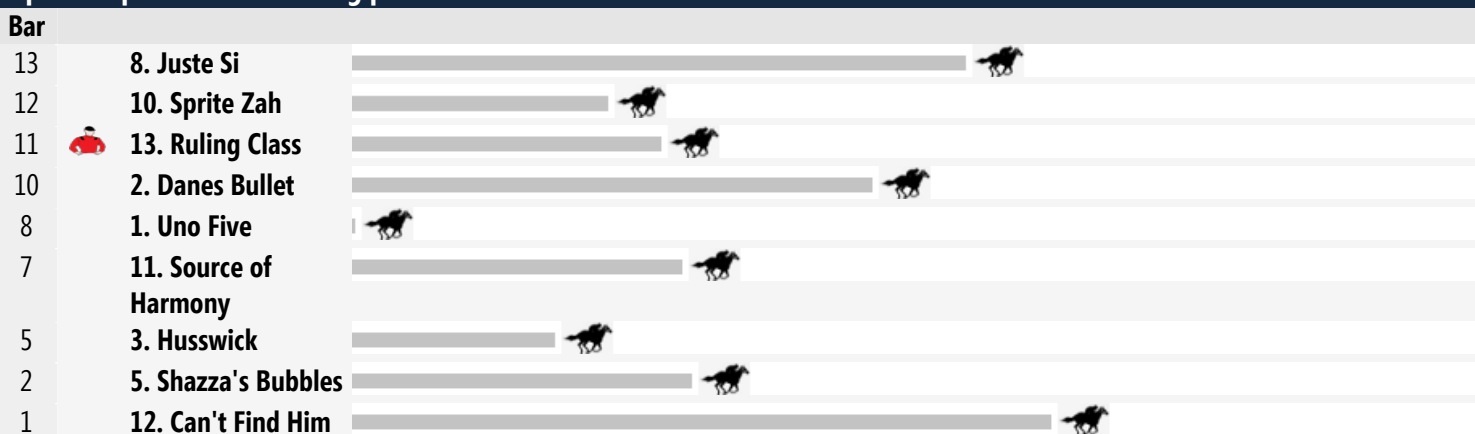 Bar
13 8. Juste Si
12 10. Sprite Zah
11 13. Ruling Class
10 2. Danes Bullet
8 1. Uno Five
7 11. Source of
Harmony
5 3. Husswick
2 5. Shazza's Bubbles
1 12. Can't Find Him